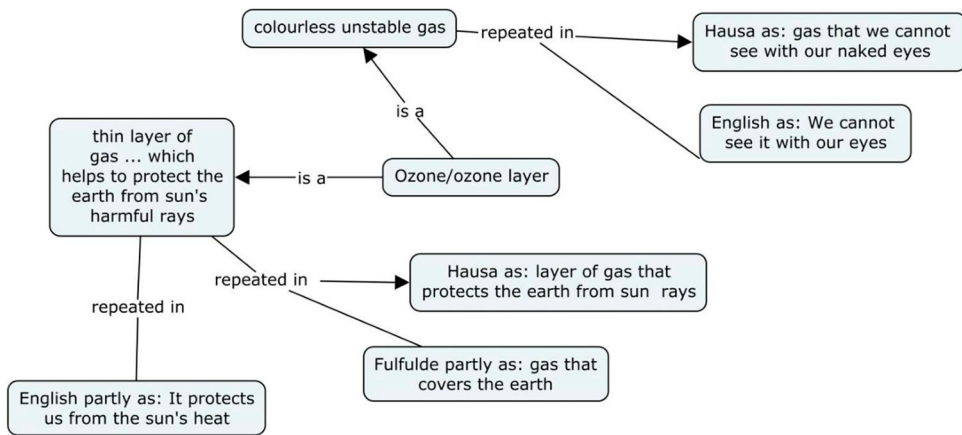 colourless unstable gas
repeated in
Hausa as: gas that we cannot
see with our naked eyes
English as: We cannot
see it with our eyes
is a
thin layer of
gas ... which
helps to protect the
earth from sun's
harmful rays
is a
Ozone/ozone layer
repeated in
Hausa as: layer of gas that
protects the earth from sun rays
repeated in
Fulfulde partly as: gas that
covers the earth
English partly as: It protects
us from the sun's heat